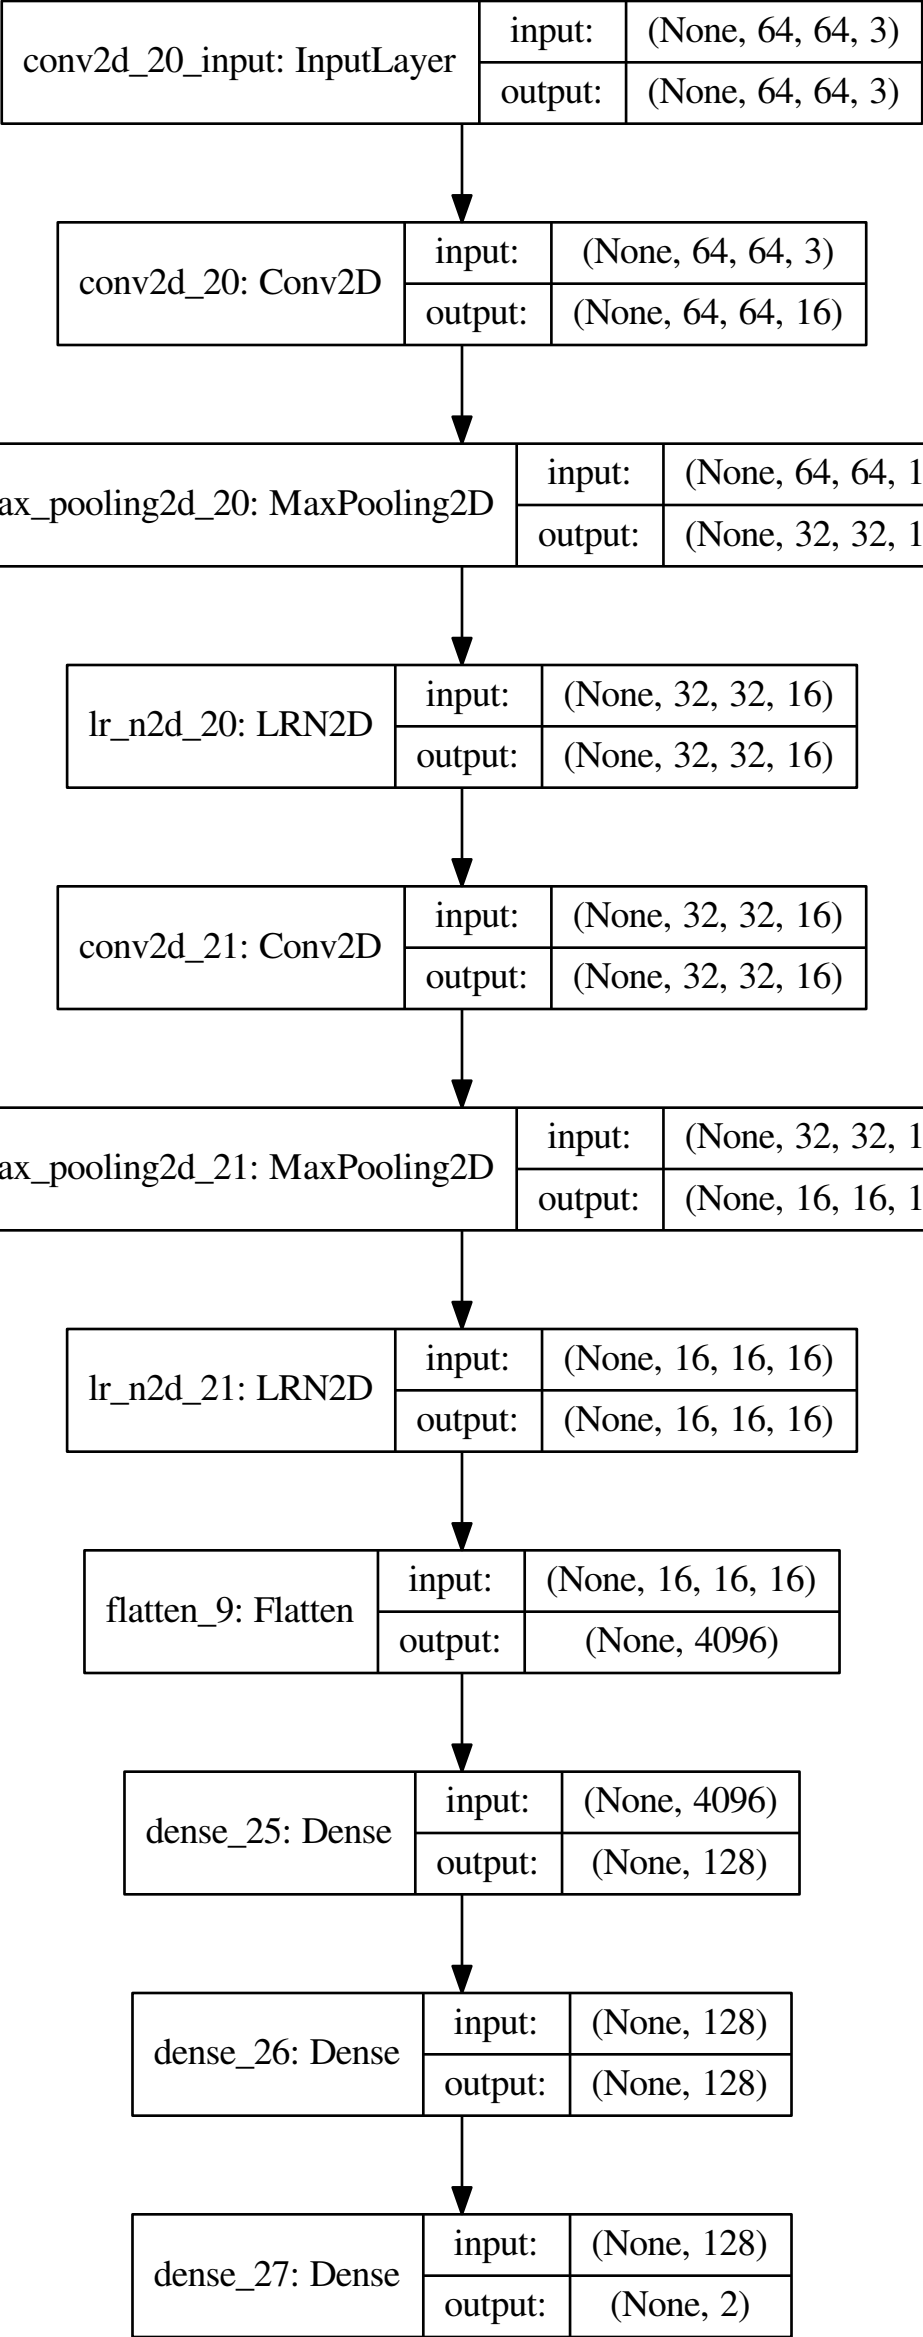 conv2d_20_input: InputLayer
input: (None, 64, 64, 3)
output: (None, 64, 64, 3)
conv2d_20: Conv2D
input: (None, 64, 64, 3)
output: (None, 64, 64, 16)
ax_pooling2d_20: MaxPooling2D
input: (None, 64, 64, 1
output: (None, 32, 32, 1
lr_n2d_20: LRN2D
input: (None, 32, 32, 16)
output: (None, 32, 32, 16)
conv2d_21: Conv2D
input: (None, 32, 32, 16)
output: (None, 32, 32, 16)
ax_pooling2d_21: MaxPooling2D
input: (None, 32, 32, 1
output: (None, 16, 16, 1
lr_n2d_21: LRN2D
input: (None, 16, 16, 16)
output: (None, 16, 16, 16)
flatten_9: Flatten
input: (None, 16, 16, 16)
output: (None, 4096)
dense_25: Dense
input: (None, 4096)
output: (None, 128)
dense_26: Dense
input: (None, 128)
output: (None, 128)
dense_27: Dense
input: (None, 128)
output: (None, 2)